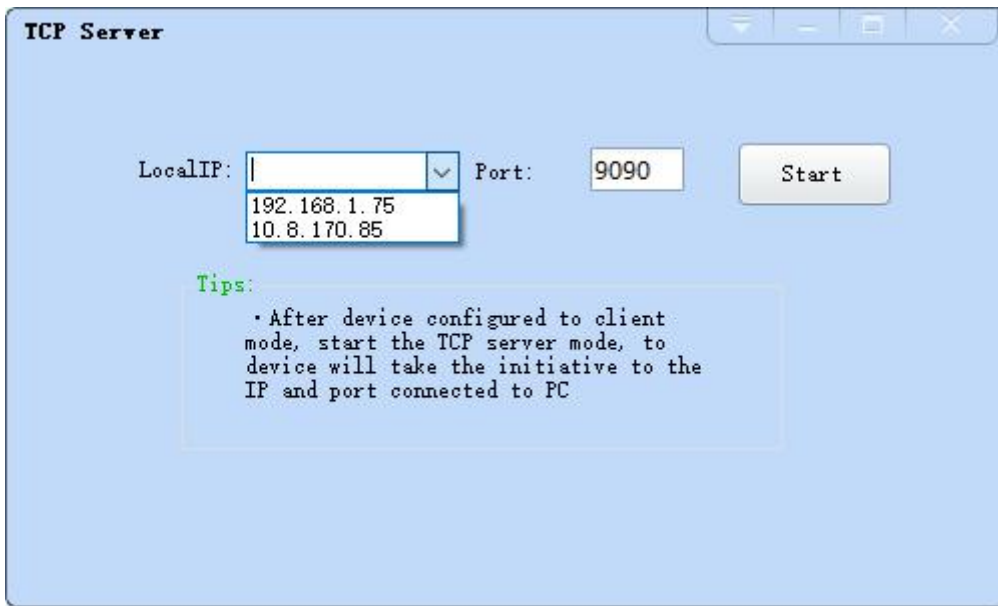 TCP Server
LocalIP: Port: 9090 Start
192.168.1.75
10.8.170.85
Tips:
·After device configured to client
mode, start the TCP server mode, to
device will take the initiative to the
IP and port connected to PC